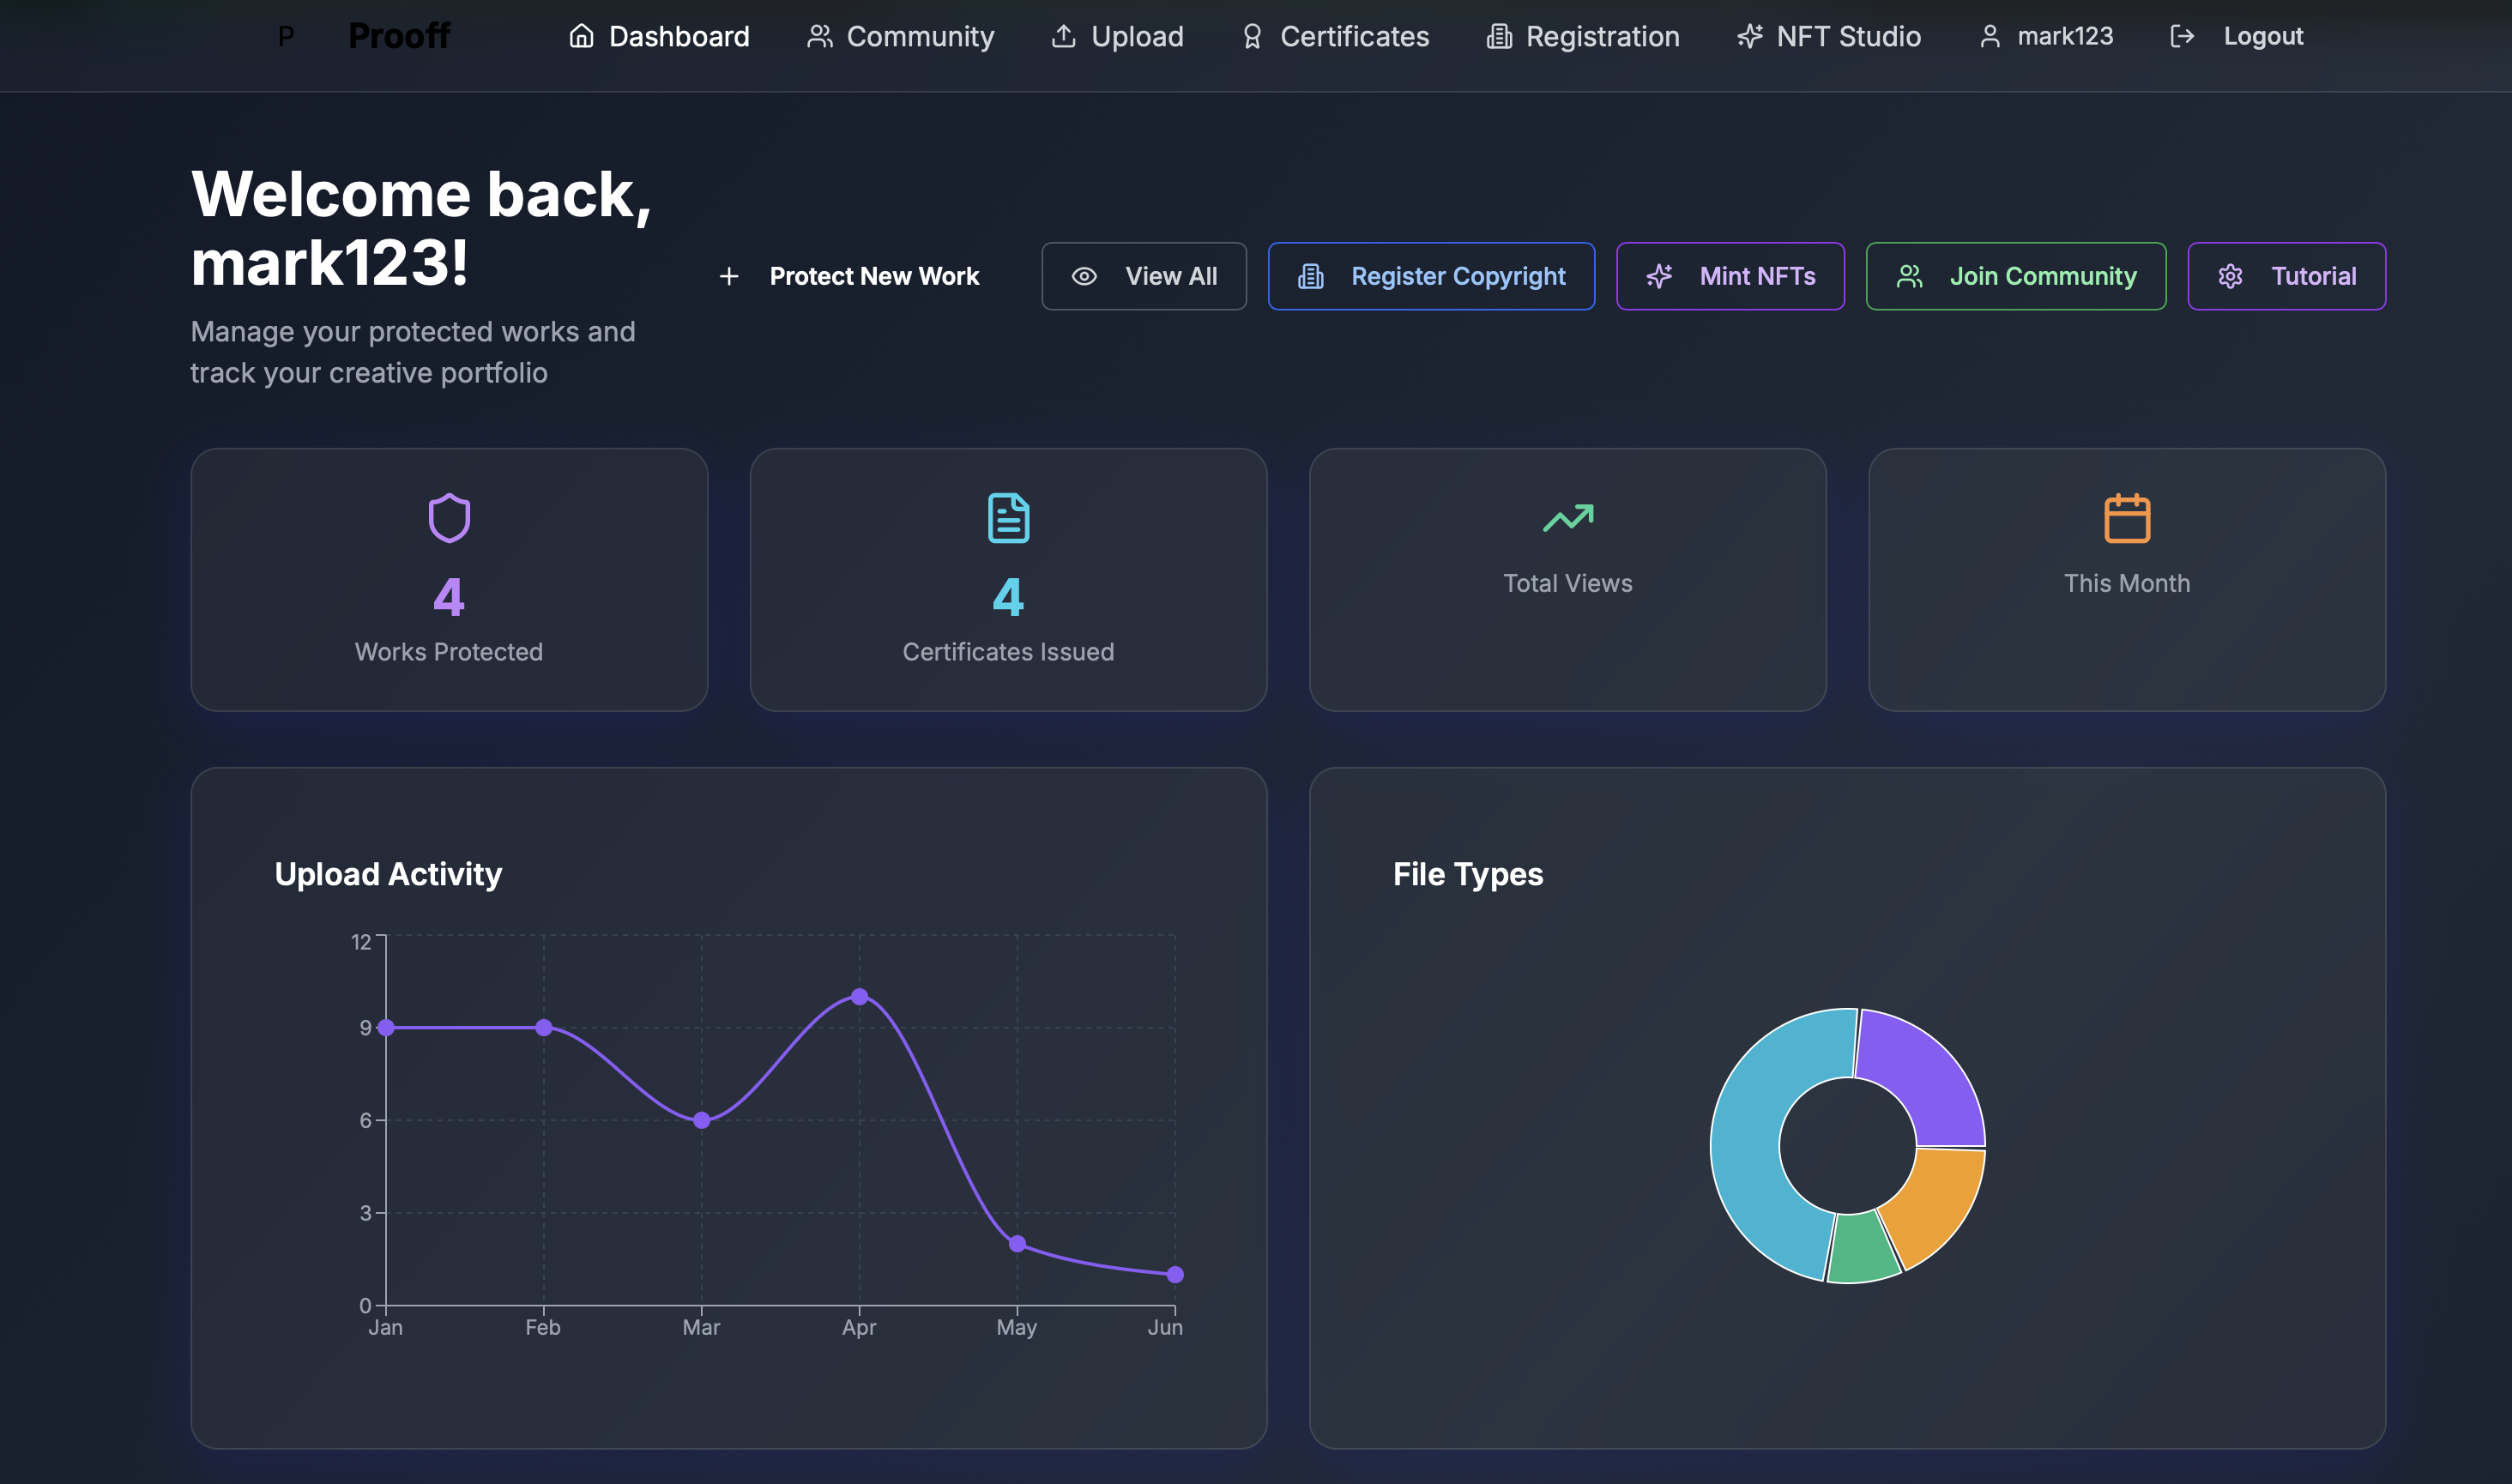 P Prooff Dashboard Community Upload Certificates Registration NFT Studio mark123 Logout
Welcome back,
mark123!
Manage your protected works and
track your creative portfolio
Protect New Work View All Register Copyright Mint NFTs Join Community Tutorial
4
Works Protected
4
Certificates Issued
Total Views
This Month
Upload Activity
12
9
6
3
0
Jan Feb Mar Apr May Jun
File Types